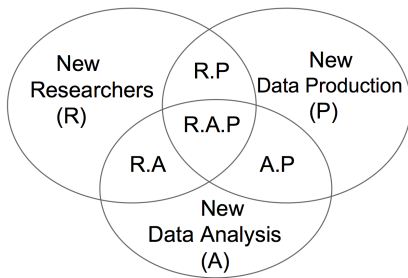 New
Researchers
(R)
R.P
New
Data Production
(P)
R.A.P
R.A
A.P
New
Data Analysis
(A)